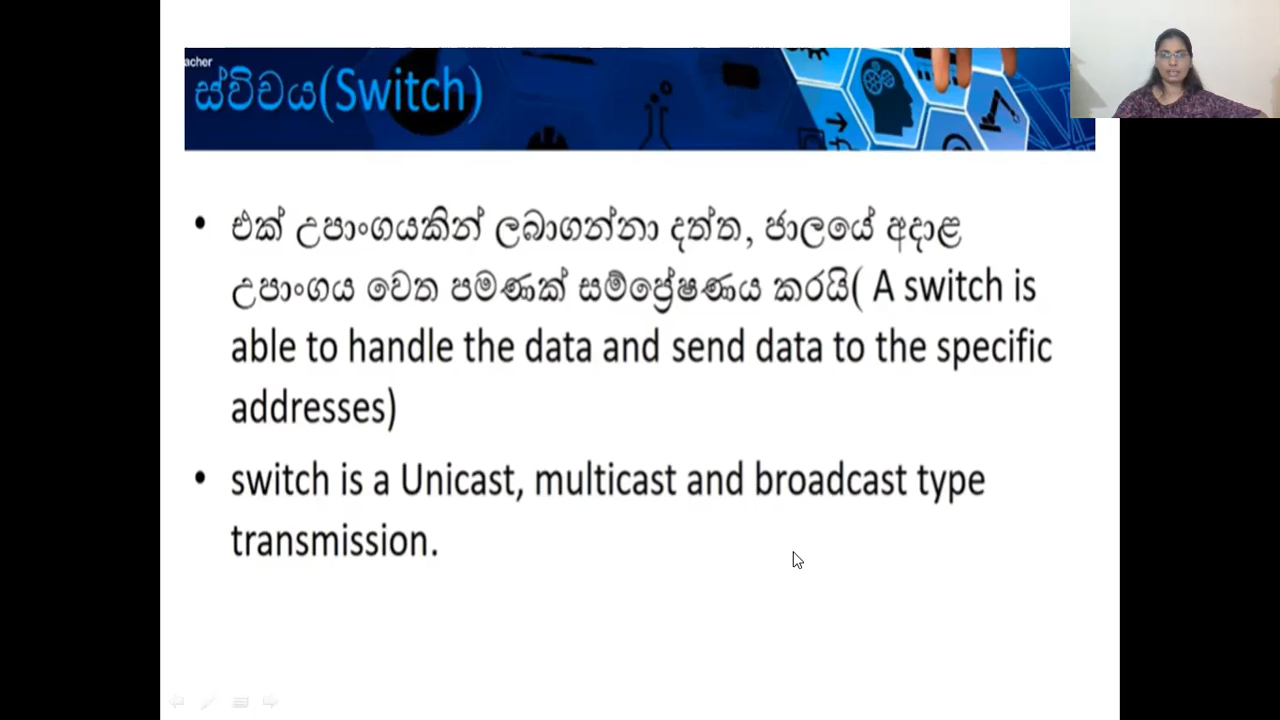 acher
ස්විචය(Switch)
• එක් උපාංගයකින් ලබාගන්නා දත්ත, ජාලයේ අදාළ
උපාංගය වෙත පමණක් සම්ප්‍රේෂණය කරයි( A switch is
able to handle the data and send data to the specific
addresses)
• switch is a Unicast, multicast and broadcast type
transmission.